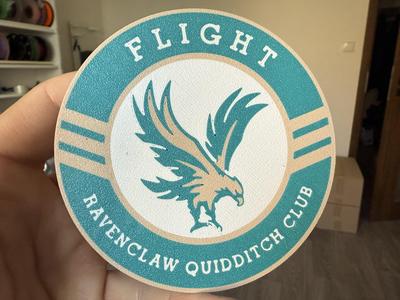 FLIGHT
RAVENCLAW QUIDDITCH CLUB